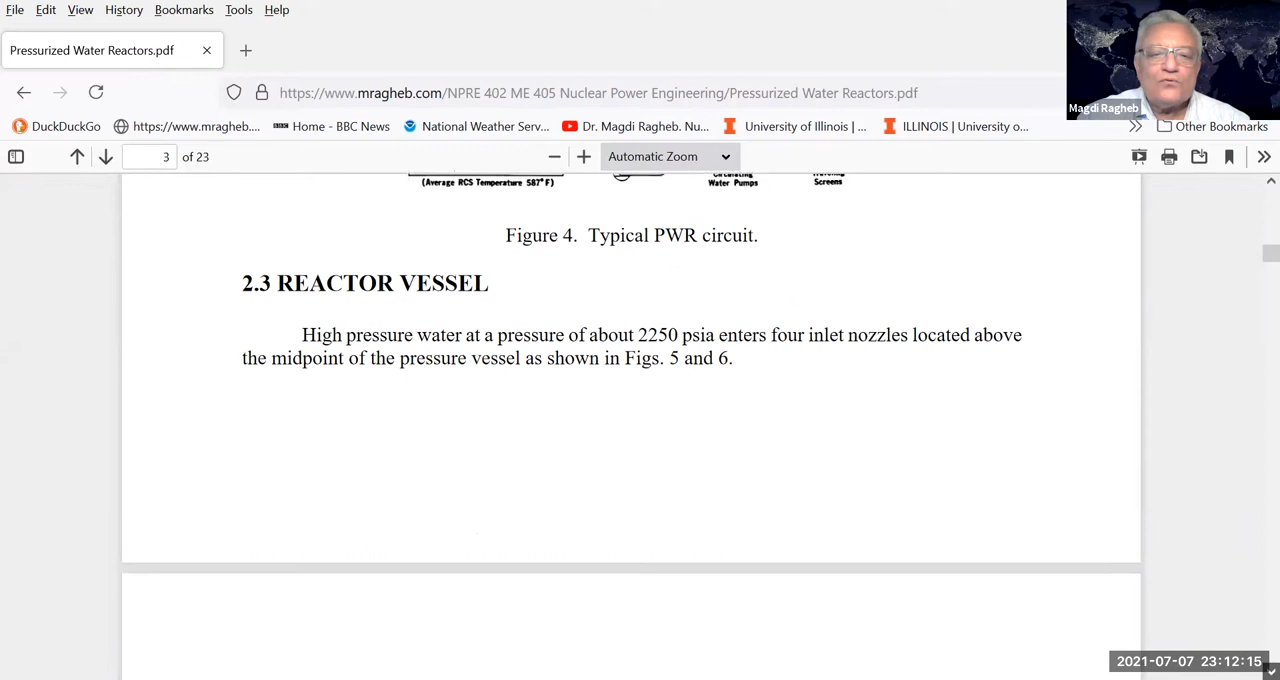 File Edit View History Bookmarks Tools Help
Pressurized Water Reactors.pdf
https://www.mragheb.com/NPRE 402 ME 405 Nuclear Power Engineering/Pressurized Water Reactors.pdf
Magdi Ragheb
DuckDuckGo https://www.mragheb.... BBC Home - BBC News National Weather Serv... Dr. Magdi Ragheb. Nu... University of Illinois | ... ILLINOIS | University o... Other Bookmarks
3 of 23 Automatic Zoom
(Average RCS Temperature 587°F)
Circulating
Water Pumps
Screens
Figure 4. Typical PWR circuit.
2.3 REACTOR VESSEL
High pressure water at a pressure of about 2250 psia enters four inlet nozzles located above
the midpoint of the pressure vessel as shown in Figs. 5 and 6.
2021-07-07 23:12:15